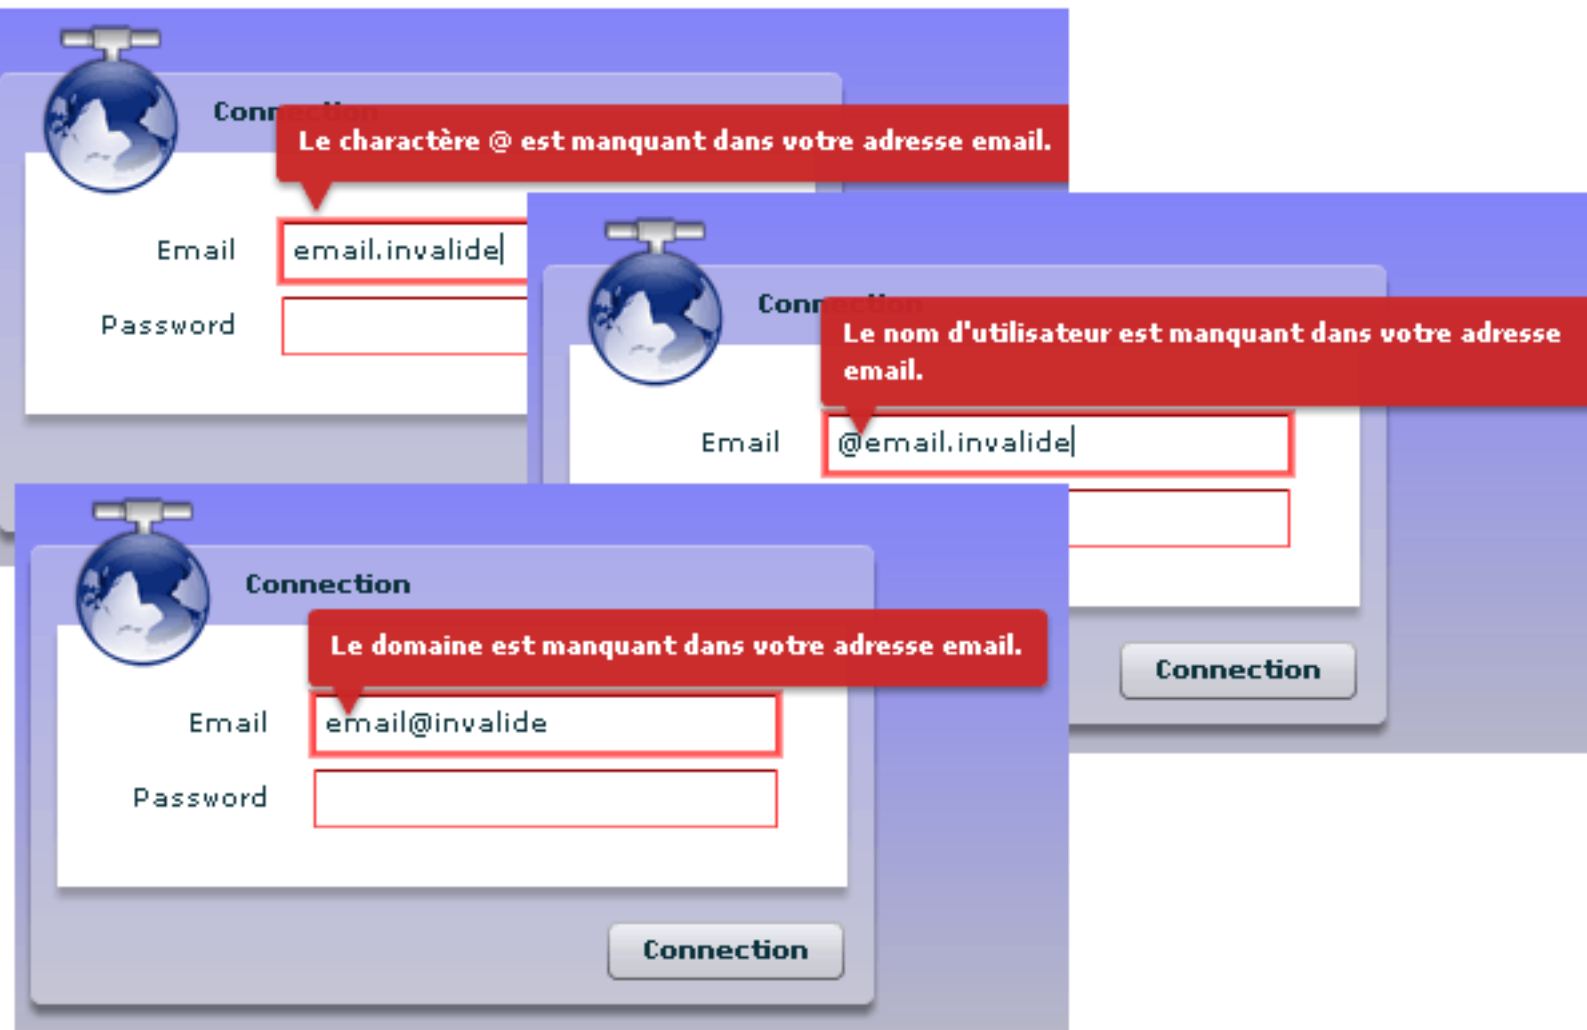 Connection
Le charactère @ est manquant dans votre adresse email.
Email
email.invalide
Password
Connection
Le nom d'utilisateur est manquant dans votre adresse
email.
Email
@email.invalide
Connection
Connection
Le domaine est manquant dans votre adresse email.
Email
email@invalide
Password
Connection